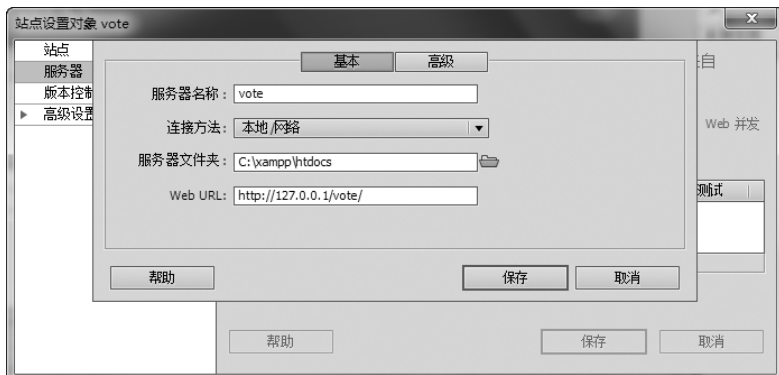 站点设置对象 vote
站点
服务器
版本控制
高级设置
基本
高级
服务器名称：
vote
连接方法：
本地/网络
服务器文件夹：
C:\xampp\htdocs
Web URL:
http://127.0.0.1/vote/
帮助
保存
取消
自
Web 并发
测试
帮助
保存
取消